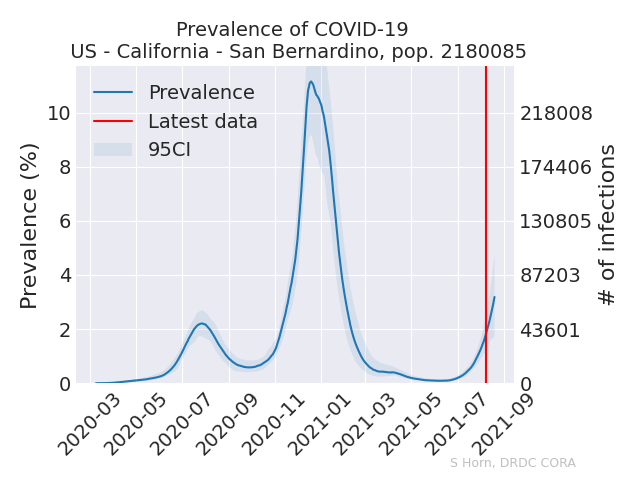 Prevalence of COVID-19
US - California - San Bernardino, pop. 2180085
Prevalence
Latest data
95CI
Prevalence (%)
10
8
6
4
2
0
218008
174406
130805
87203
43601
0
# of infections
2020-03
2020-05
2020-07
2020-09
2020-11
2021-01
2021-03
2021-05
2021-07
2021-09
S Horn, DRDC CORA